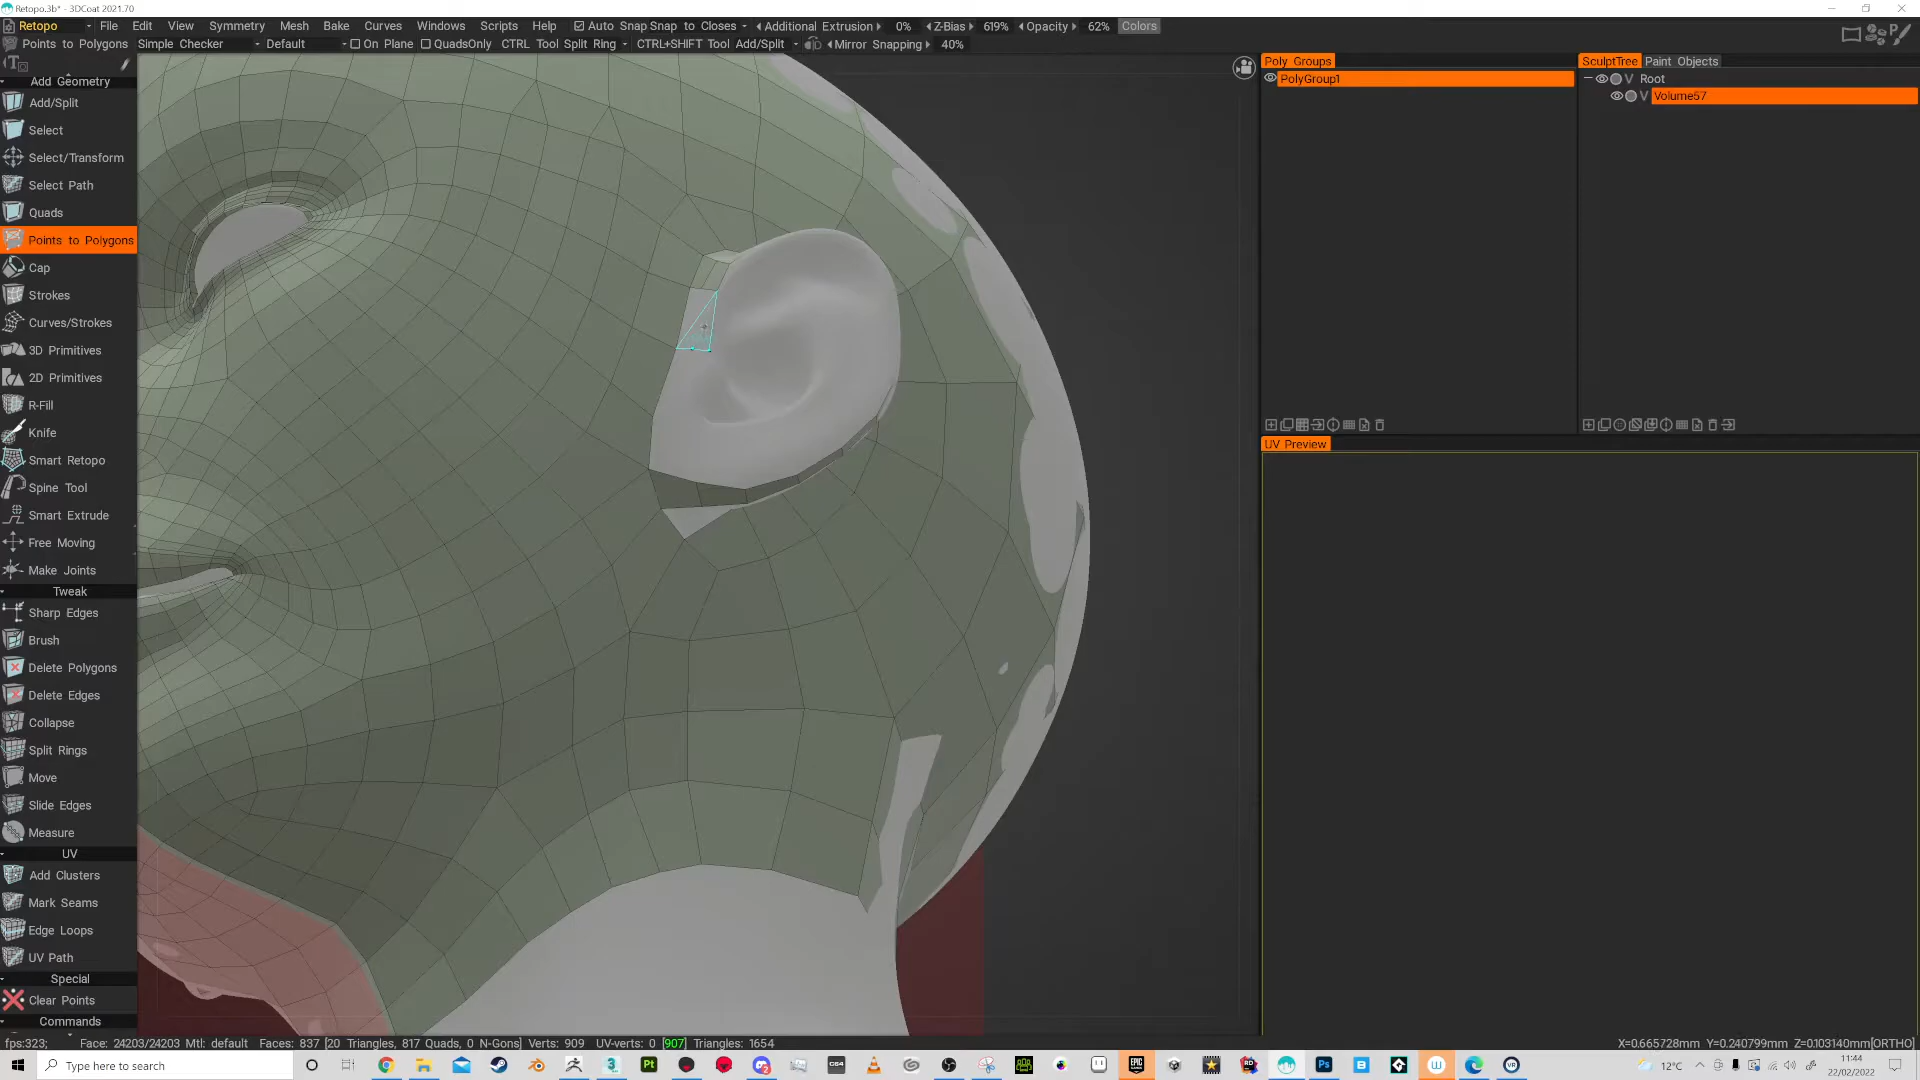 Retopo.3b* - 3DCoat 2021.70
Retopo File Edit View Symmetry Mesh Bake Curves Windows Scripts Help Auto Snap Snap to Closes Additional Extrusion 0% Z-Bias 619% Opacity 62% Colors
Points to Polygons Simple Checker Default On Plane QuadsOnly CTRL Tool Split Ring CTRL+SHIFT Tool Add/Split Mirror Snapping 40%
Add Geometry
Add/Split
Select
Select/Transform
Select Path
Quads
Points to Polygons
Cap
Strokes
Curves/Strokes
3D Primitives
2D Primitives
R-Fill
Knife
Smart Retopo
Spine Tool
Smart Extrude
Free Moving
Make Joints
Tweak
Sharp Edges
Brush
Delete Polygons
Delete Edges
Collapse
Split Rings
Move
Slide Edges
Measure
UV
Add Clusters
Mark Seams
Edge Loops
UV Path
Special
Clear Points
Commands
Poly Groups
PolyGroup1
SculptTree Paint Objects
V Root
V Volume57
UV Preview
fps:323; Face: 24203/24203 Mtl: default Faces: 837 [20 Triangles, 817 Quads, 0 N-Gons] Verts: 909 UV-verts: 0 [907] Triangles: 1654
X=0.665728mm Y=0.240799mm Z=0.103140mm[ORTHO]
Type here to search
12°C
11:44
22/02/2022